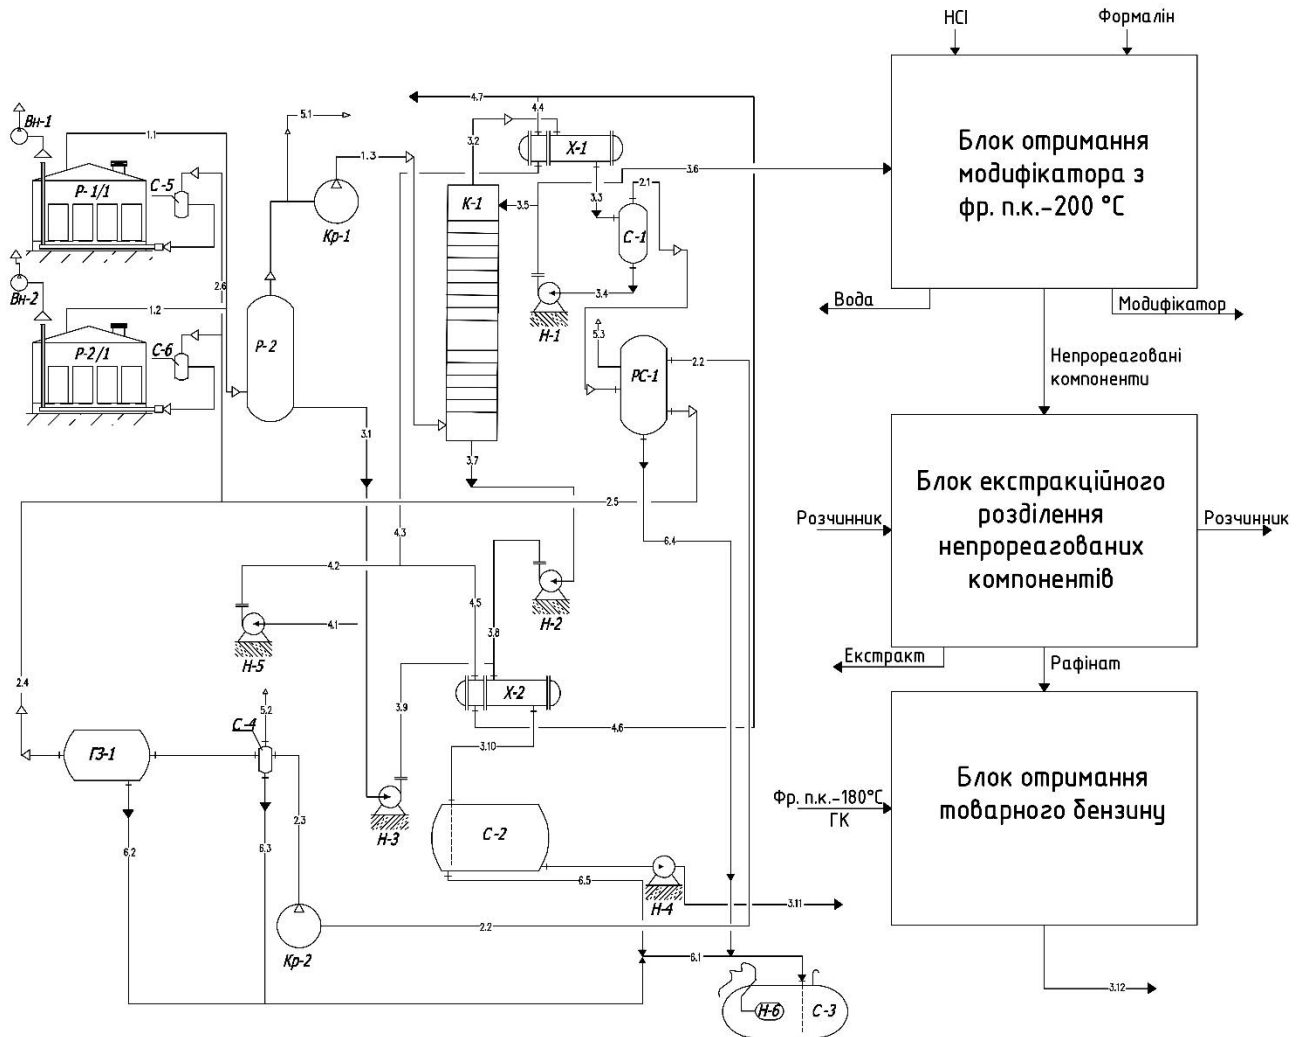 HCl
Формалін
Блок отримання
модифікатора з
фр. п.к.-200 °С
Вода
Модифікатор
Непрореаговані
компоненти
Блок екстракційного
розділення
непрореагованих
компонентів
Розчинник
Розчинник
Екстракт
Рафінат
Блок отримання
товарного бензину
Фр. п.к.-180°С
ГК
3.12
4.7
5.1
4.4
Вн-1
1.1
3.2
Х-1
1.3
3.6
С-5
Р-1/1
К-1
3.5
3.3
2.1
С-1
Кр-1
Вн-2
2.6
3.4
Н-1
1.2
5.3
С-6
Р-2/1
Р-2
РС-1
2.2
3.1
3.7
2.5
4.3
6.4
4.2
4.5
3.8
Н-2
4.1
Н-5
2.4
5.2
3.9
Х-2
С-4
4.6
ГЗ-1
3.10
2.3
Н-3
С-2
6.2
6.3
6.5
Н-4
3.11
Кр-2
2.2
6.1
Н-6
С-3